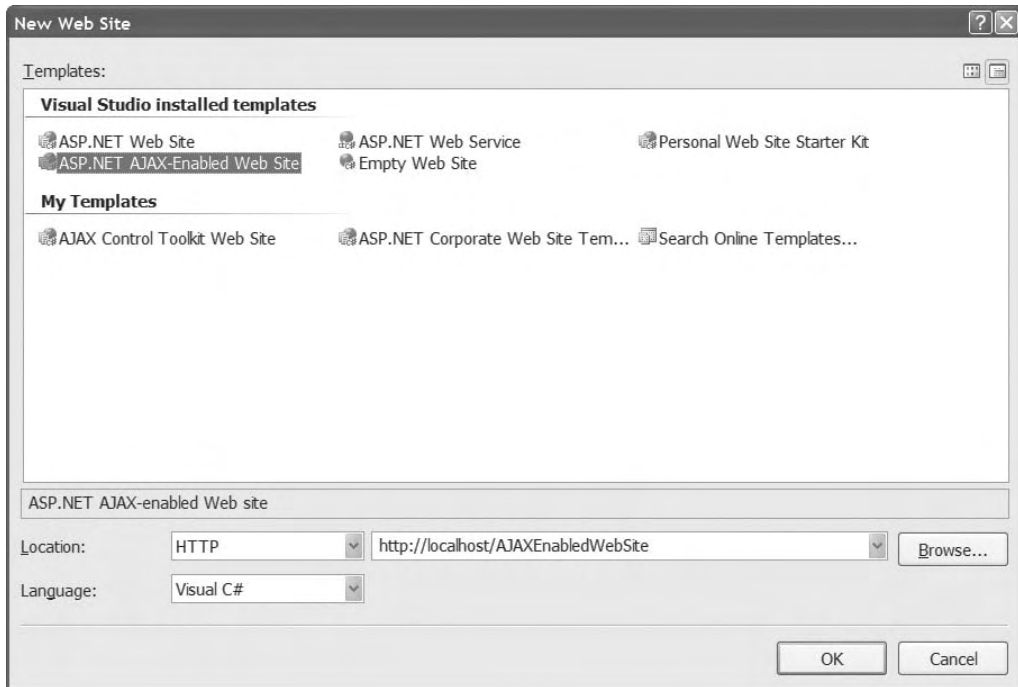 New Web Site
Templates:
Visual Studio installed templates
ASP.NET Web Site
ASP.NET Web Service
Personal Web Site Starter Kit
ASP.NET AJAX-Enabled Web Site
Empty Web Site
My Templates
AJAX Control Toolkit Web Site
ASP.NET Corporate Web Site Tem...
Search Online Templates...
ASP.NET AJAX-enabled Web site
Location:
HTTP
http://localhost/AJAXEnabledWebSite
Browse...
Language:
Visual C#
OK
Cancel